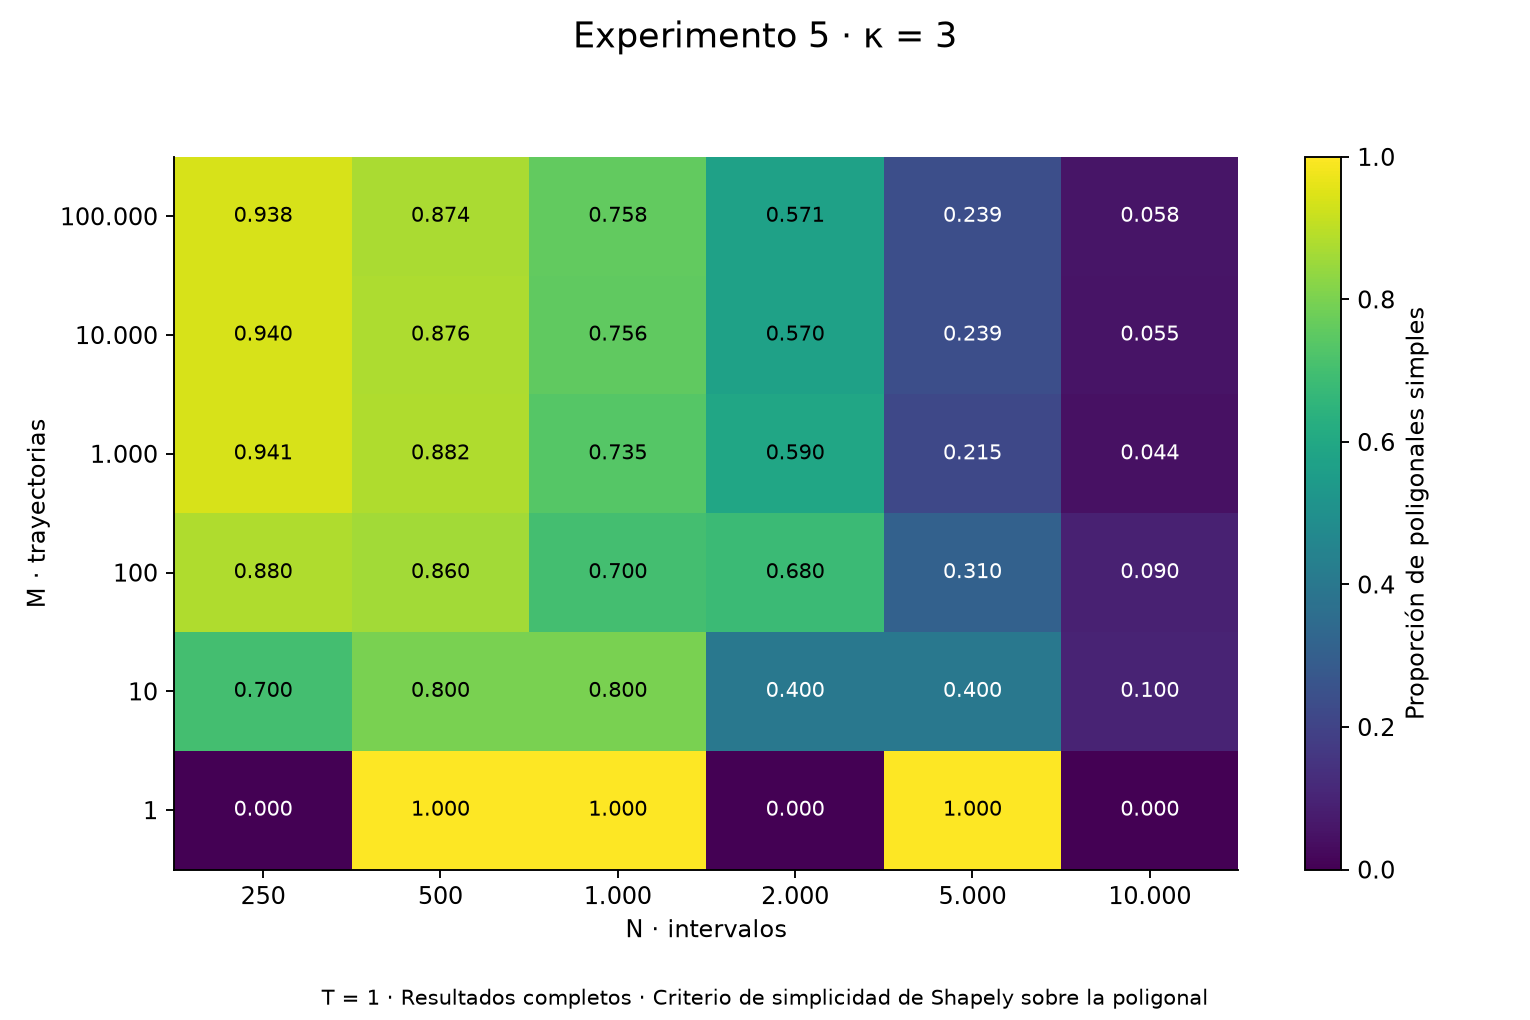 Experimento 5 · κ = 3
100.000 0.938 0.874 0.758 0.571 0.239 0.058
10.000 0.940 0.876 0.756 0.570 0.239 0.055
1.000 0.941 0.882 0.735 0.590 0.215 0.044
100 0.880 0.860 0.700 0.680 0.310 0.090
10 0.700 0.800 0.800 0.400 0.400 0.100
1 0.000 1.000 1.000 0.000 1.000 0.000
250 500 1.000 2.000 5.000 10.000
N · intervalos
M · trayectorias
1.0
0.8
0.6
0.4
0.2
0.0
Proporción de poligonales simples
T = 1 · Resultados completos · Criterio de simplicidad de Shapely sobre la poligonal